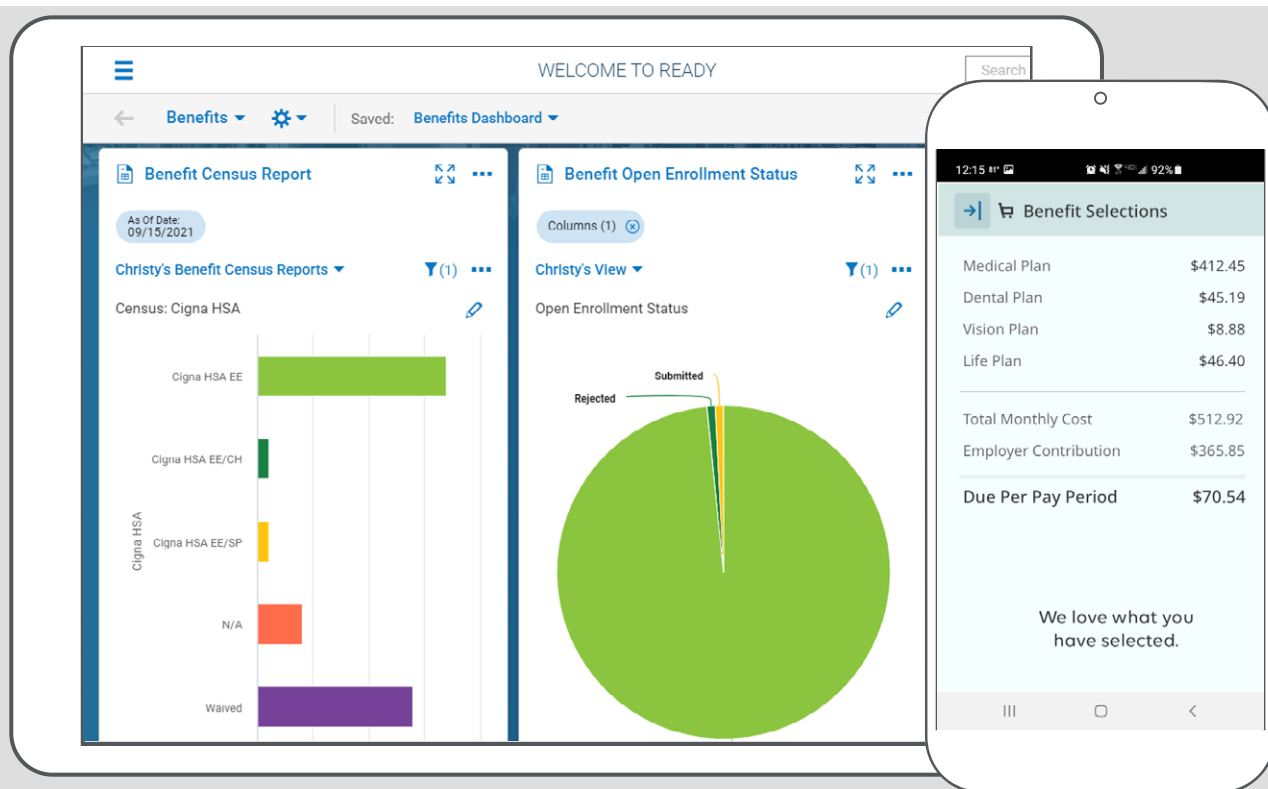 WELCOME TO READY
Search
Benefits
Saved: Benefits Dashboard
Benefit Census Report
As Of Date:
09/15/2021
Christy's Benefit Census Reports
(1)
Census: Cigna HSA
Cigna HSA
Cigna HSA EE
Cigna HSA EE/CH
Cigna HSA EE/SP
N/A
Waived
Benefit Open Enrollment Status
Columns (1)
Christy's View
(1)
Open Enrollment Status
Submitted
Rejected
12:15 81° 92%
Benefit Selections
Medical Plan $412.45
Dental Plan $45.19
Vision Plan $8.88
Life Plan $46.40
Total Monthly Cost $512.92
Employer Contribution $365.85
Due Per Pay Period $70.54
We love what you
have selected.